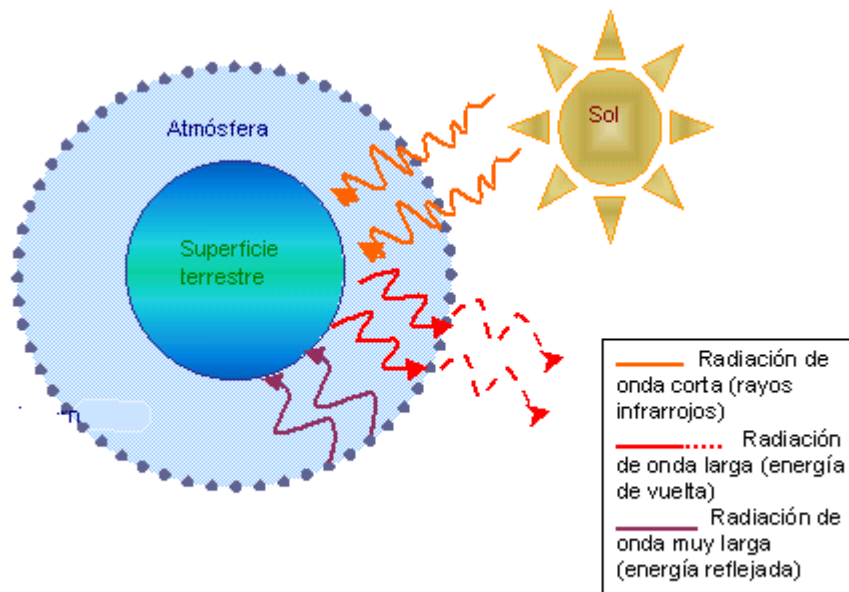 Sol
Atmósfera
Superficie
terrestre
Radiación de
onda corta (rayos
infrarrojos)
Radiación
de onda larga (energía
de vuelta)
Radiación de
onda muy larga
(energía reflejada)